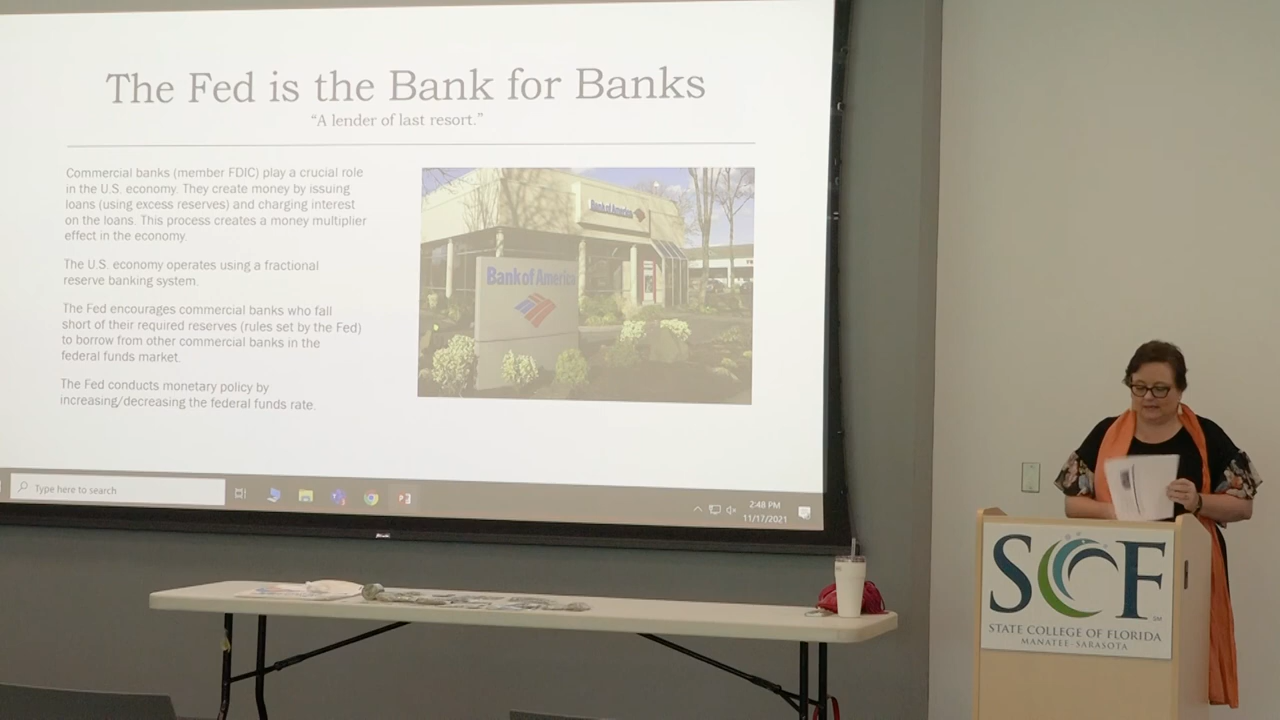 The Fed is the Bank for Banks
“A lender of last resort.”
Commercial banks (member FDIC) play a crucial role
in the U.S. economy. They create money by issuing
loans (using excess reserves) and charging interest
on the loans. This process creates a money multiplier
effect in the economy.
The U.S. economy operates using a fractional
reserve banking system.
The Fed encourages commercial banks who fall
short of their required reserves (rules set by the Fed)
to borrow from other commercial banks in the
federal funds market.
The Fed conducts monetary policy by
increasing/decreasing the federal funds rate.
Bank of America
Bank of America
Type here to search
2:48 PM
11/17/2021
SCF
SM
STATE COLLEGE OF FLORIDA
MANATEE-SARASOTA